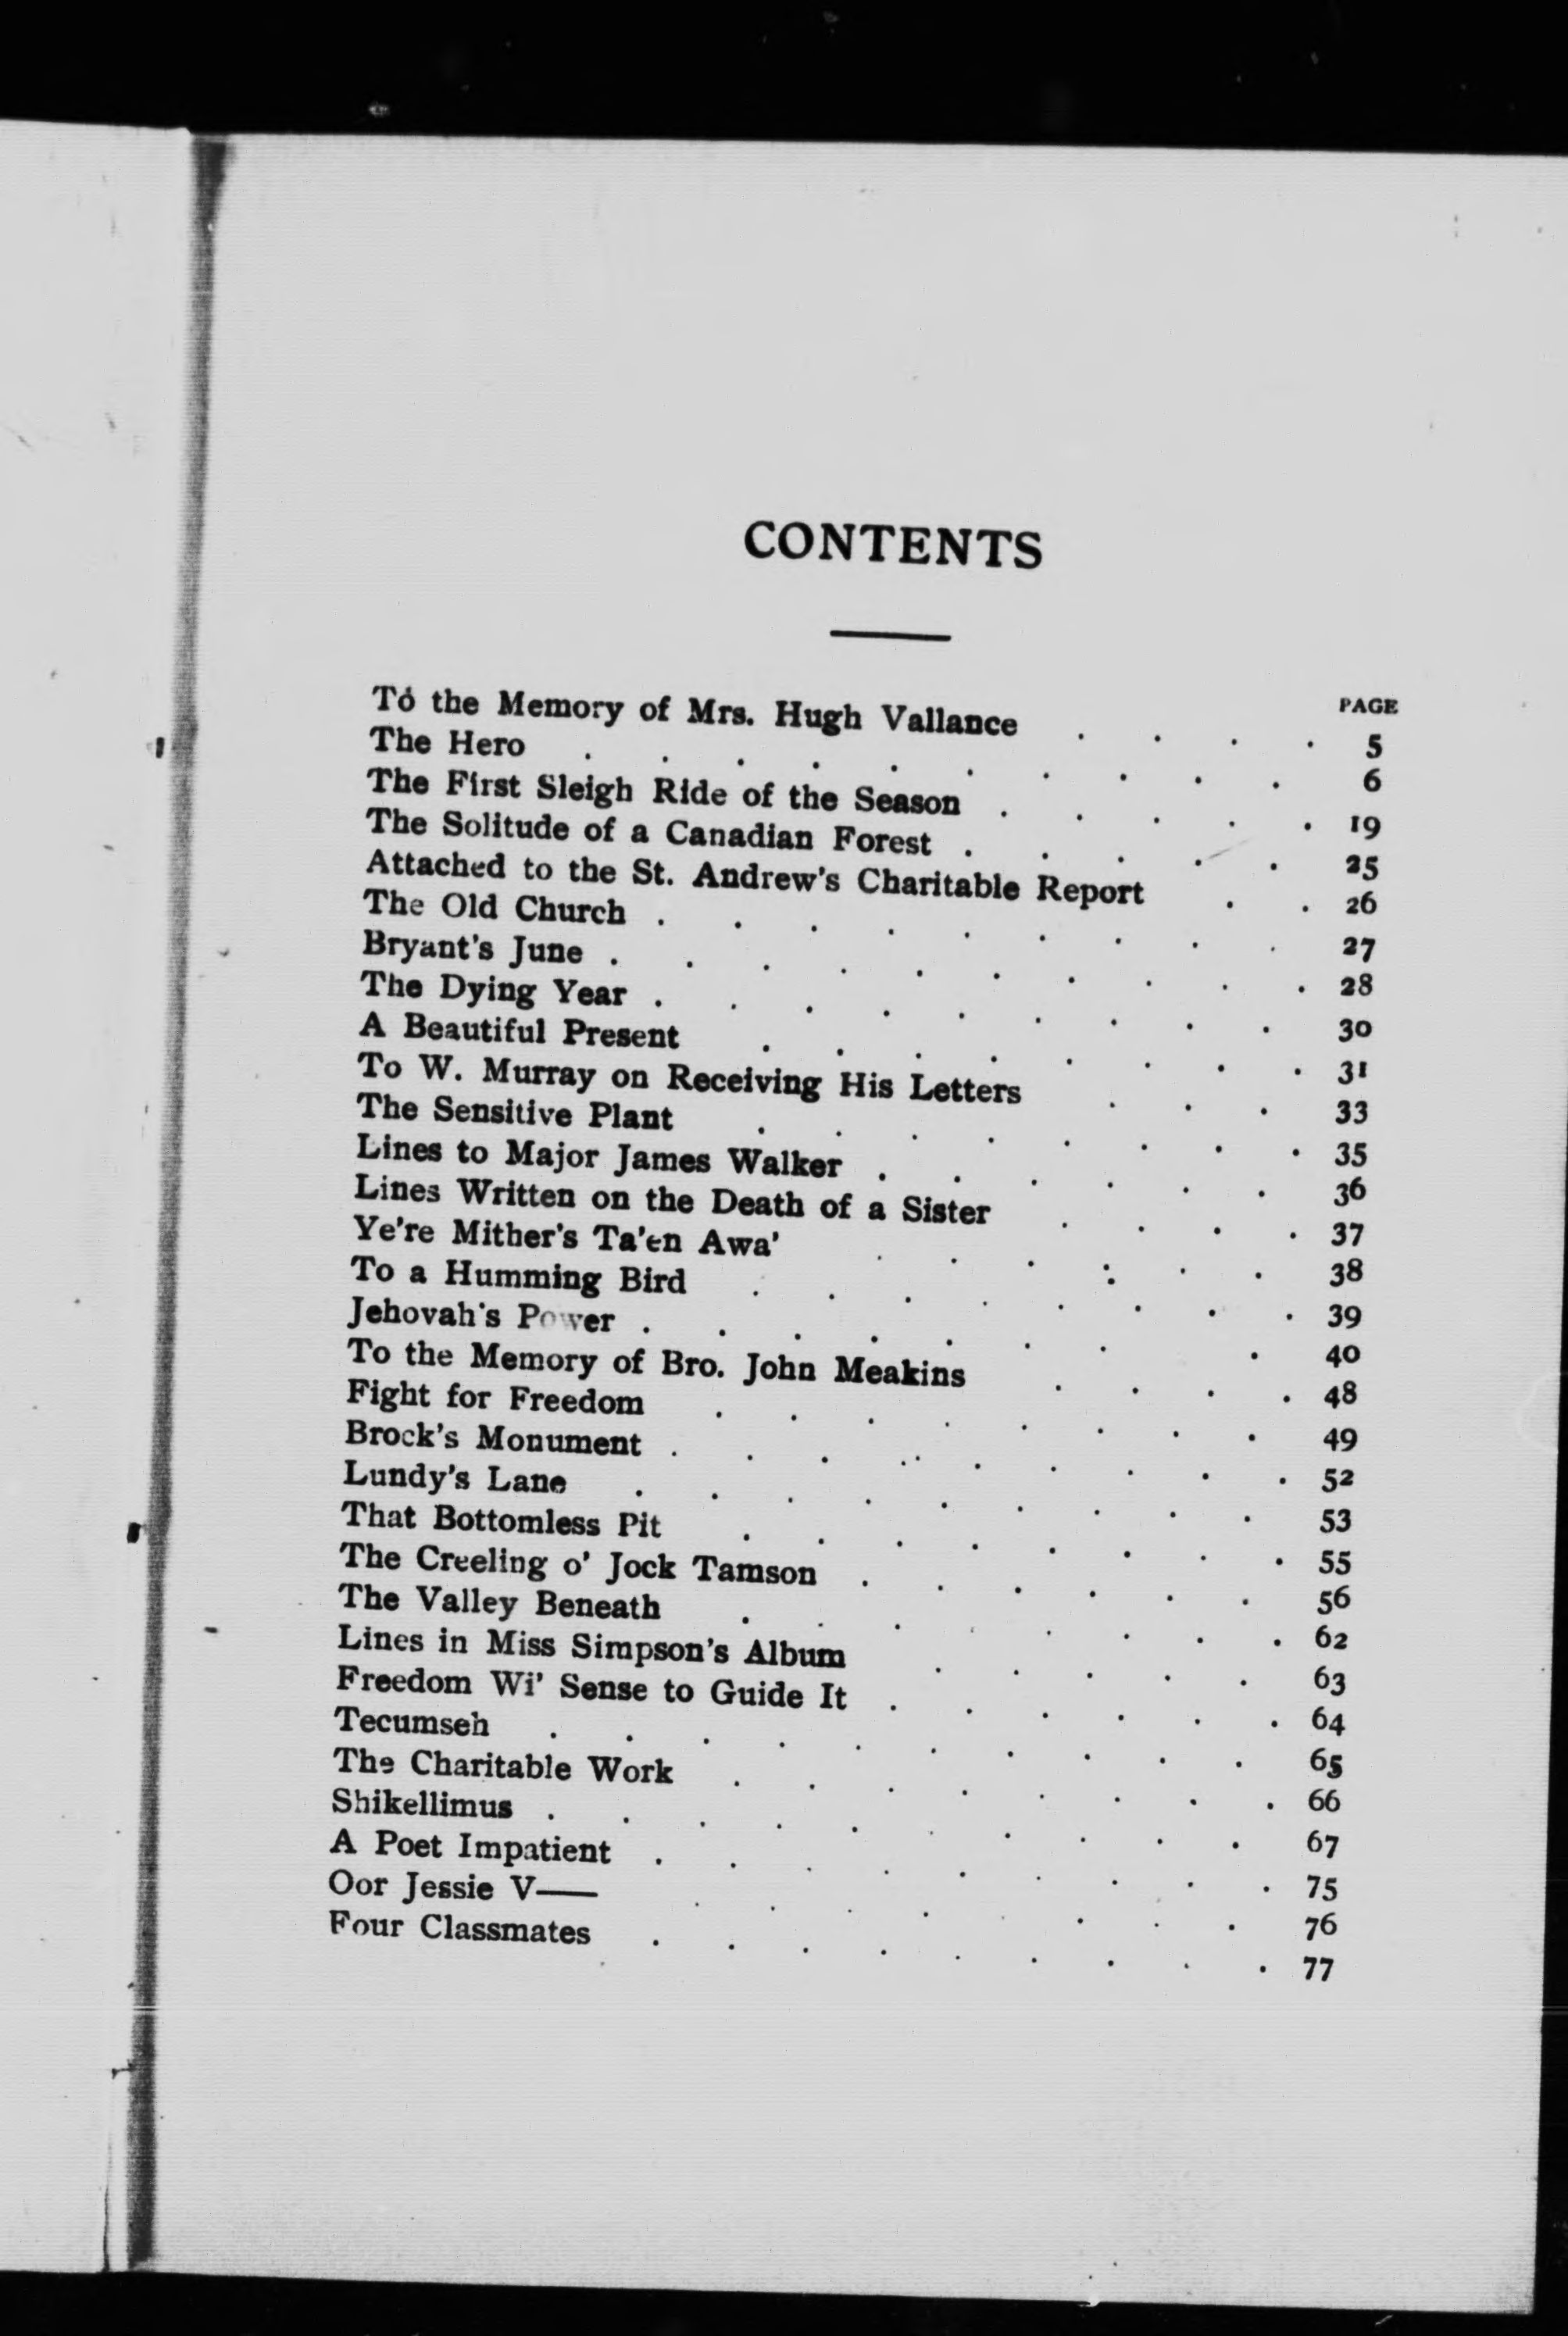 CONTENTS
PAGE
To the Memory of Mrs. Hugh Vallance . . . . 5
The Hero . . . . . . . . . . 6
The First Sleigh Ride of the Season . . . . . 19
The Solitude of a Canadian Forest . . . . . 25
Attached to the St. Andrew's Charitable Report . . 26
The Old Church . . . . . . . . . 27
Bryant's June . . . . . . . . . . 28
The Dying Year . . . . . . . . . 30
A Beautiful Present . . . . . . . . 31
To W. Murray on Receiving His Letters . . . 33
The Sensitive Plant . . . . . . . . 35
Lines to Major James Walker . . . . . . 36
Lines Written on the Death of a Sister . . . . 37
Ye're Mither's Ta'en Awa' . . . . . . 38
To a Humming Bird . . . . . . . . 39
Jehovah's Power . . . . . . . . 40
To the Memory of Bro. John Meakins . . . . 48
Fight for Freedom . . . . . . . . 49
Brock's Monument . . . . . . . . . 52
Lundy's Lane . . . . . . . . . 53
That Bottomless Pit . . . . . . . . 55
The Creeling o' Jock Tamson . . . . . . 56
The Valley Beneath . . . . . . . . 62
Lines in Miss Simpson's Album . . . . . 63
Freedom Wi' Sense to Guide It . . . . . . 64
Tecumseh . . . . . . . . . . 65
The Charitable Work . . . . . . . . 66
Shikellimus . . . . . . . . . . 67
A Poet Impatient . . . . . . . . . 75
Oor Jessie V—— . . . . . . . . 76
Four Classmates . . . . . . . . . 77